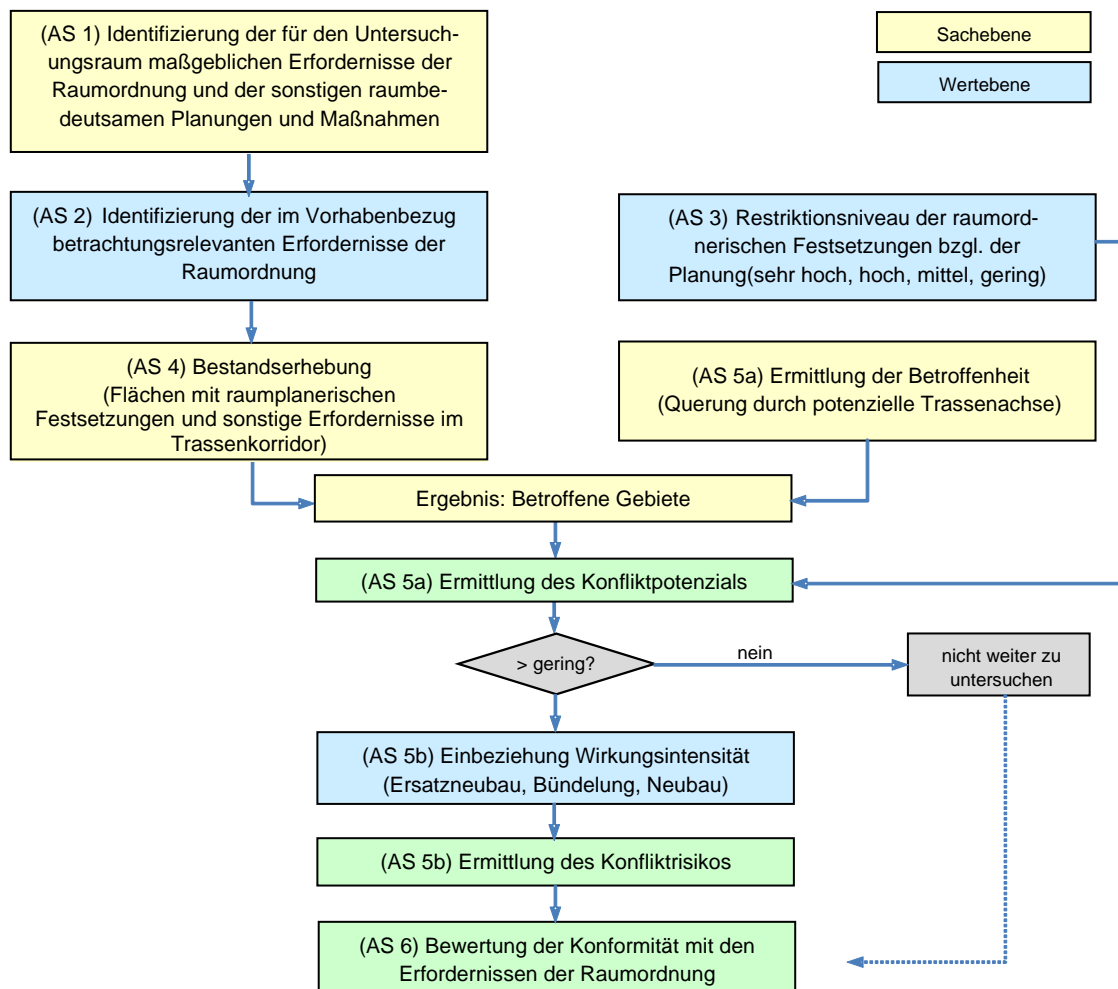 (AS 1) Identifizierung der für den Untersuch-
ungsraum maßgeblichen Erfordernisse der
Raumordnung und der sonstigen raumbe-
deutsamen Planungen und Maßnahmen
Sachebene
Wertebene
(AS 2) Identifizierung der im Vorhabenbezug
betrachtungsrelevanten Erfordernisse der
Raumordnung
(AS 3) Restriktionsniveau der raumord-
nerischen Festsetzungen bzgl. der
Planung(sehr hoch, hoch, mittel, gering)
(AS 4) Bestandserhebung
(Flächen mit raumplanerischen
Festsetzungen und sonstige Erfordernisse im
Trassenkorridor)
(AS 5a) Ermittlung der Betroffenheit
(Querung durch potenzielle Trassenachse)
Ergebnis: Betroffene Gebiete
(AS 5a) Ermittlung des Konfliktpotenzials
> gering?
nein
nicht weiter zu
untersuchen
(AS 5b) Einbeziehung Wirkungsintensität
(Ersatzneubau, Bündelung, Neubau)
(AS 5b) Ermittlung des Konfliktrisikos
(AS 6) Bewertung der Konformität mit den
Erfordernissen der Raumordnung